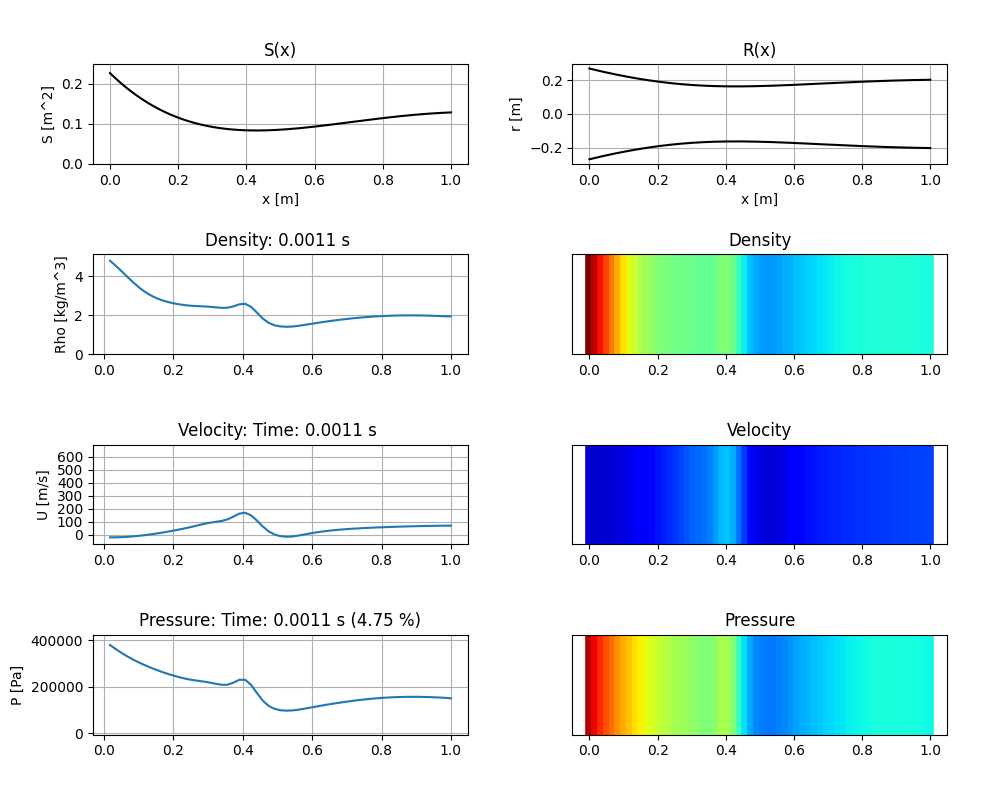 S(x)
S [m^2]
0.2
0.1
0.0
0.0 0.2 0.4 0.6 0.8 1.0
x [m]
R(x)
r [m]
0.2
0.0
−0.2
0.0 0.2 0.4 0.6 0.8 1.0
x [m]
Density: 0.0011 s
Rho [kg/m^3]
4
2
0
0.0 0.2 0.4 0.6 0.8 1.0
Density
0.0 0.2 0.4 0.6 0.8 1.0
Velocity: Time: 0.0011 s
U [m/s]
600
500
400
300
200
100
0
0.0 0.2 0.4 0.6 0.8 1.0
Velocity
0.0 0.2 0.4 0.6 0.8 1.0
Pressure: Time: 0.0011 s (4.75 %)
P [Pa]
400000
200000
0
0.0 0.2 0.4 0.6 0.8 1.0
Pressure
0.0 0.2 0.4 0.6 0.8 1.0